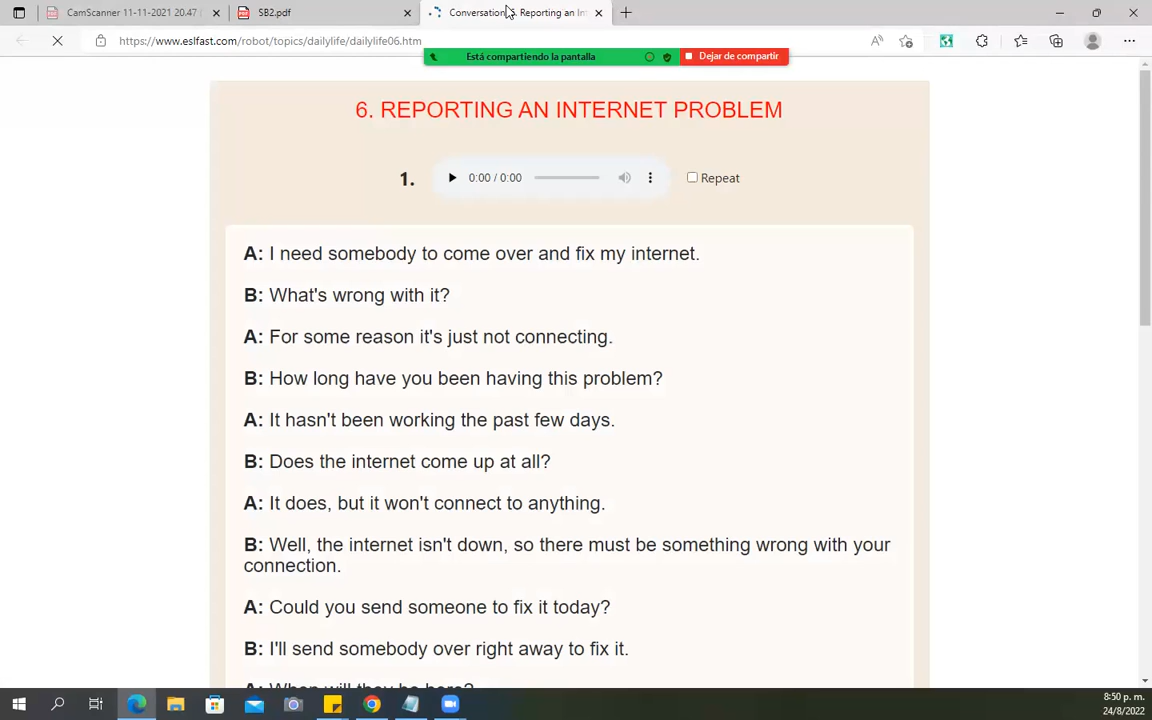 CamScanner 11-11-2021 20.47
SB2.pdf
Conversation
Reporting an In
https://www.eslfast.com/robot/topics/dailylife/dailylife06.htm
Está compartiendo la pantalla
Dejar de compartir
6. REPORTING AN INTERNET PROBLEM
1.
0:00 / 0:00
Repeat
A: I need somebody to come over and fix my internet.
B: What's wrong with it?
A: For some reason it's just not connecting.
B: How long have you been having this problem?
A: It hasn't been working the past few days.
B: Does the internet come up at all?
A: It does, but it won't connect to anything.
B: Well, the internet isn't down, so there must be something wrong with your
connection.
A: Could you send someone to fix it today?
B: I'll send somebody over right away to fix it.
A: When will they be here?
8:50 p. m.
24/8/2022